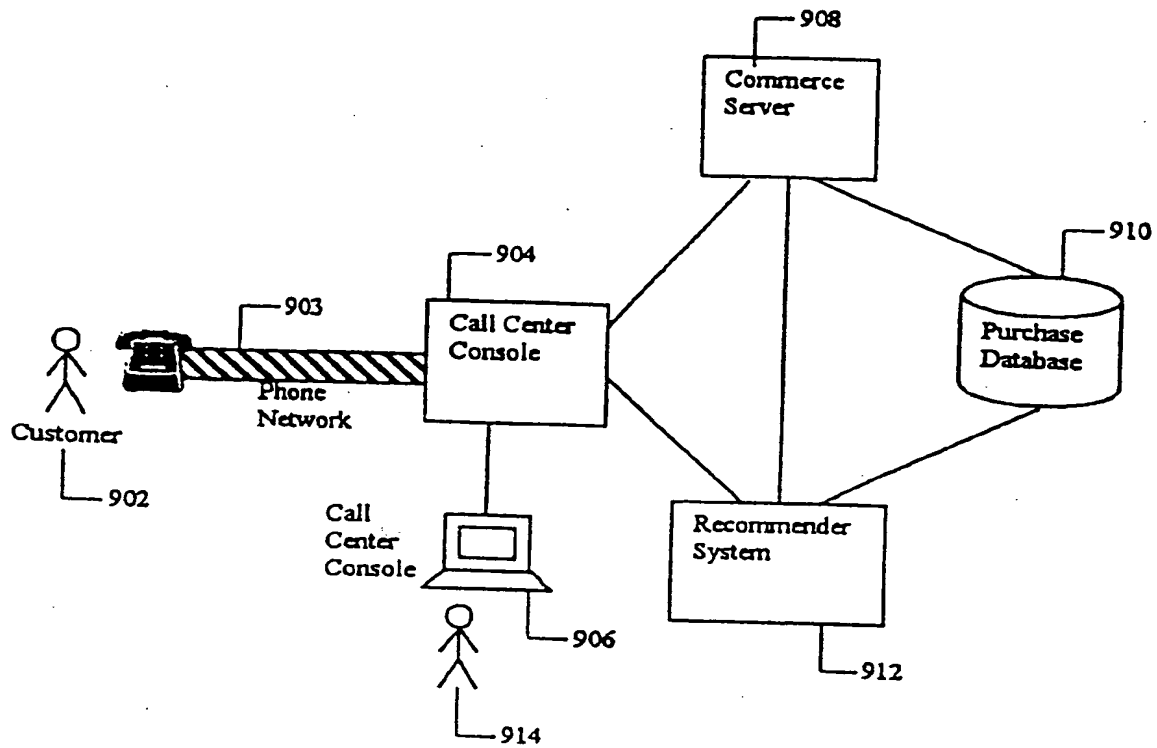 908
Commerce
Server
910
Purchase
Database
904
Call Center
Console
903
Phone
Network
Customer
902
Call
Center
Console
906
914
Recommender
System
912